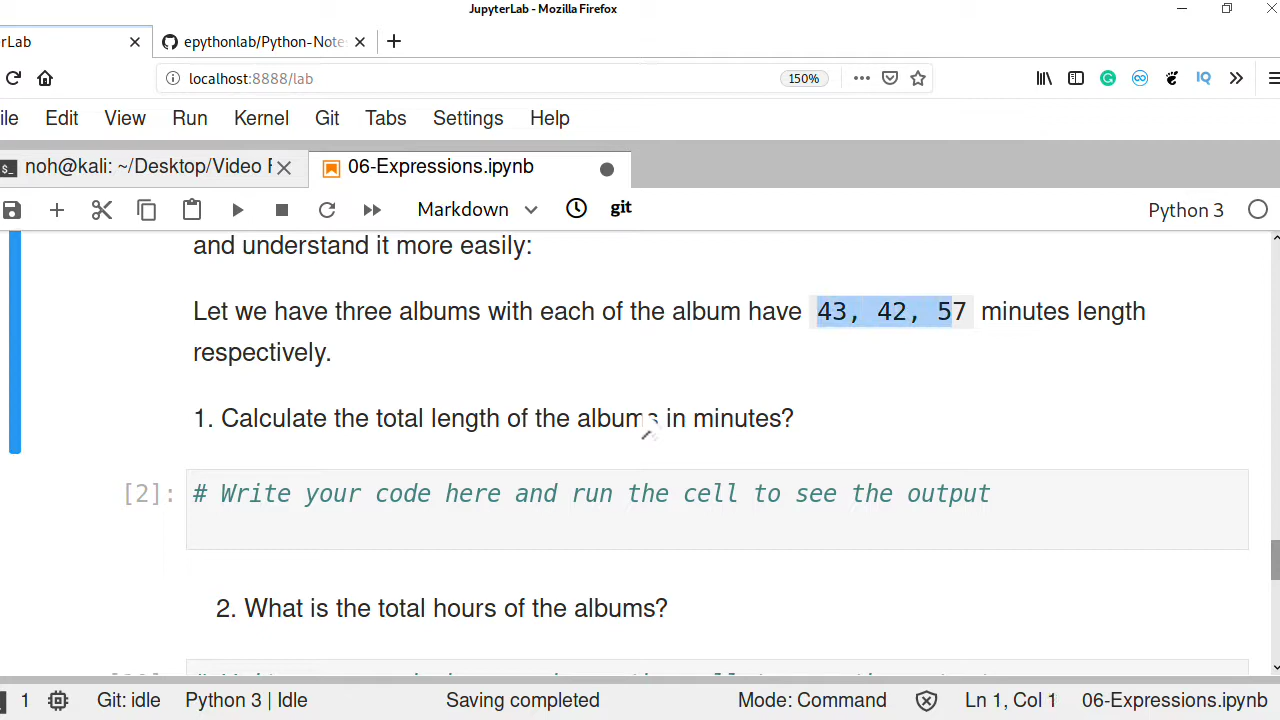 JupyterLab - Mozilla Firefox
rLab
epythonlab/Python-Note
localhost:8888/lab
150%
ile Edit View Run Kernel Git Tabs Settings Help
noh@kali: ~/Desktop/Video F
06-Expressions.ipynb
Markdown
git
Python 3
and understand it more easily:
Let we have three albums with each of the album have 43, 42, 57 minutes length
respectively.
1. Calculate the total length of the albums in minutes?
[2]: # Write your code here and run the cell to see the output
2. What is the total hours of the albums?
1 Git: idle Python 3 | Idle Saving completed Mode: Command Ln 1, Col 1 06-Expressions.ipynb